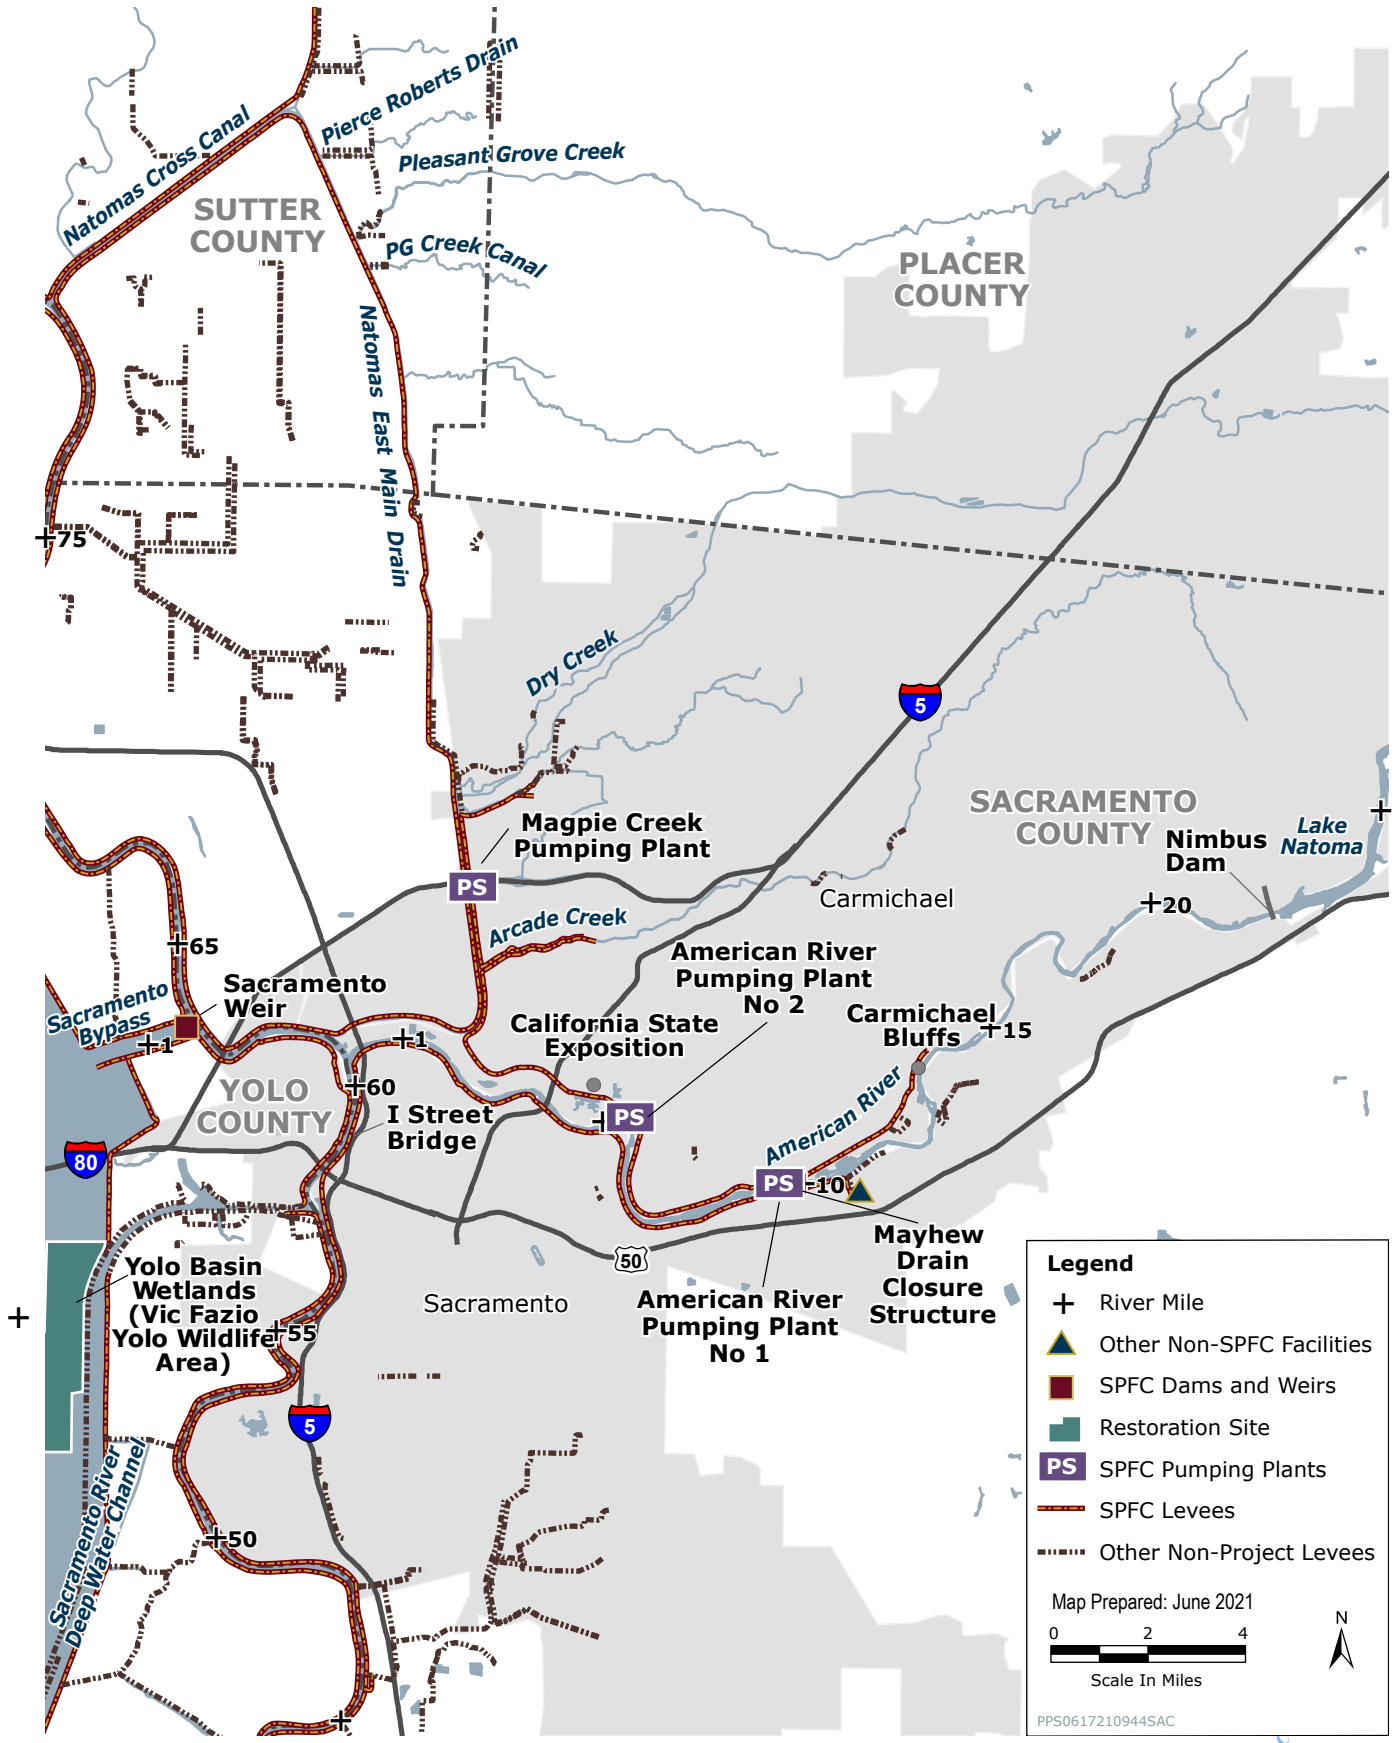 Pierce Roberts Drain
Natomas Cross Canal
Pleasant Grove Creek
SUTTER
COUNTY
PG Creek Canal
PLACER
COUNTY
Natomas East Main Drain
75
Dry Creek
5
SACRAMENTO
COUNTY
Magpie Creek
Pumping Plant
Nimbus
Dam
Lake
Natoma
PS
Carmichael
20
Arcade Creek
65
American River
Pumping Plant
No 2
Sacramento
Weir
Sacramento
Bypass
1
1
California State
Exposition
Carmichael
Bluffs
15
60
YOLO
COUNTY
I Street
Bridge
PS
American River
80
PS
10
Mayhew
Drain
Closure
Structure
50
Yolo Basin
Wetlands
(Vic Fazio
Yolo Wildlife
Area)
55
Sacramento
American River
Pumping Plant
No 1
5
Sacramento River
Deep Water Channel
50
Legend
River Mile
Other Non-SPFC Facilities
SPFC Dams and Weirs
Restoration Site
PS SPFC Pumping Plants
SPFC Levees
Other Non-Project Levees
Map Prepared: June 2021
0 2 4
Scale In Miles
N
PPS0617210944SAC